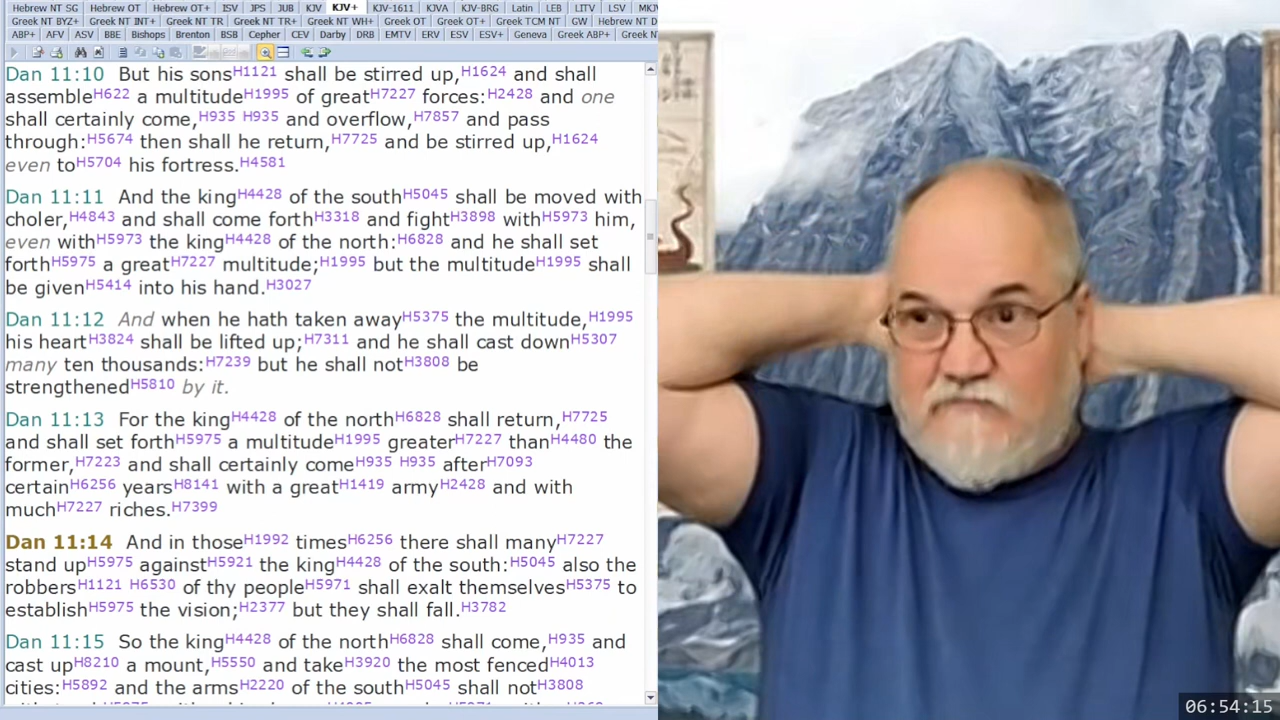 Hebrew NT SG Hebrew OT Hebrew OT+ ISV JPS JUB KJV KJV+ KJV-1611 KJVA KJV-BRG Latin LEB LITV LSV MKJ
Greek NT BYZ+ Greek NT INT+ Greek NT TR Greek NT TR+ Greek NT WH+ Greek OT Greek OT+ Greek TCM NT GW Hebrew NT D
ABP+ AFV ASV BBE Bishops Brenton BSB Cepher CEV Darby DRB EMTV ERV ESV ESV+ Geneva Greek ABP+ Greek N
Dan 11:10 But his sonsH1121 shall be stirred up,H1624 and shall
assembleH622 a multitudeH1995 of greatH7227 forces:H2428 and one
shall certainly come,H935 H935 and overflow,H7857 and pass
through:H5674 then shall he return,H7725 and be stirred up,H1624
even toH5704 his fortress.H4581
Dan 11:11 And the kingH4428 of the southH5045 shall be moved with
choler,H4843 and shall come forthH3318 and fightH3898 withH5973 him,
even withH5973 the kingH4428 of the north:H6828 and he shall set
forthH5975 a greatH7227 multitude;H1995 but the multitudeH1995 shall
be givenH5414 into his hand.H3027
Dan 11:12 And when he hath taken awayH5375 the multitude,H1995
his heartH3824 shall be lifted up;H7311 and he shall cast downH5307
many ten thousands:H7239 but he shall notH3808 be
strengthenedH5810 by it.
Dan 11:13 For the kingH4428 of the northH6828 shall return,H7725
and shall set forthH5975 a multitudeH1995 greaterH7227 thanH4480 the
former,H7223 and shall certainly comeH935 H935 afterH7093
certainH6256 yearsH8141 with a greatH1419 armyH2428 and with
muchH7227 riches.H7399
Dan 11:14 And in thoseH1992 timesH6256 there shall manyH7227
stand upH5975 againstH5921 the kingH4428 of the south:H5045 also the
robbersH1121 H6530 of thy peopleH5971 shall exalt themselvesH5375 to
establishH5975 the vision;H2377 but they shall fall.H3782
Dan 11:15 So the kingH4428 of the northH6828 shall come,H935 and
cast upH8210 a mount,H5550 and takeH3920 the most fencedH4013
cities:H5892 and the armsH2220 of the southH5045 shall notH3808
06:54:15